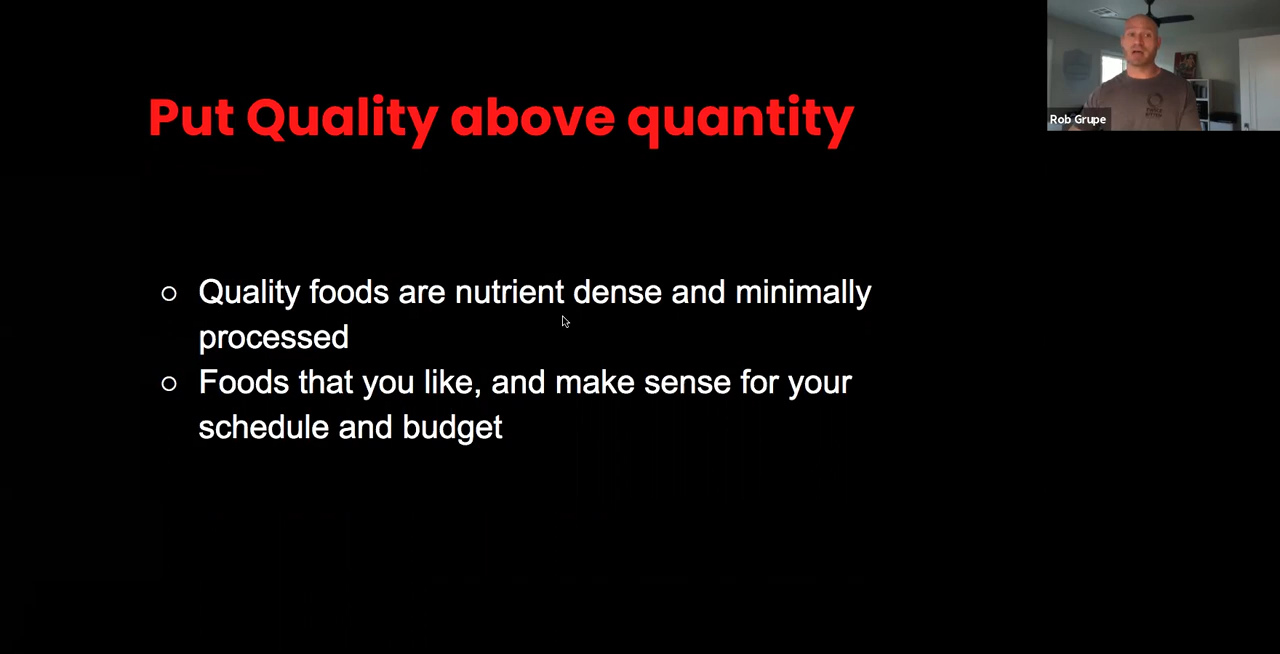 Put Quality above quantity
Rob Grupe
○ Quality foods are nutrient dense and minimally
processed
○ Foods that you like, and make sense for your
schedule and budget